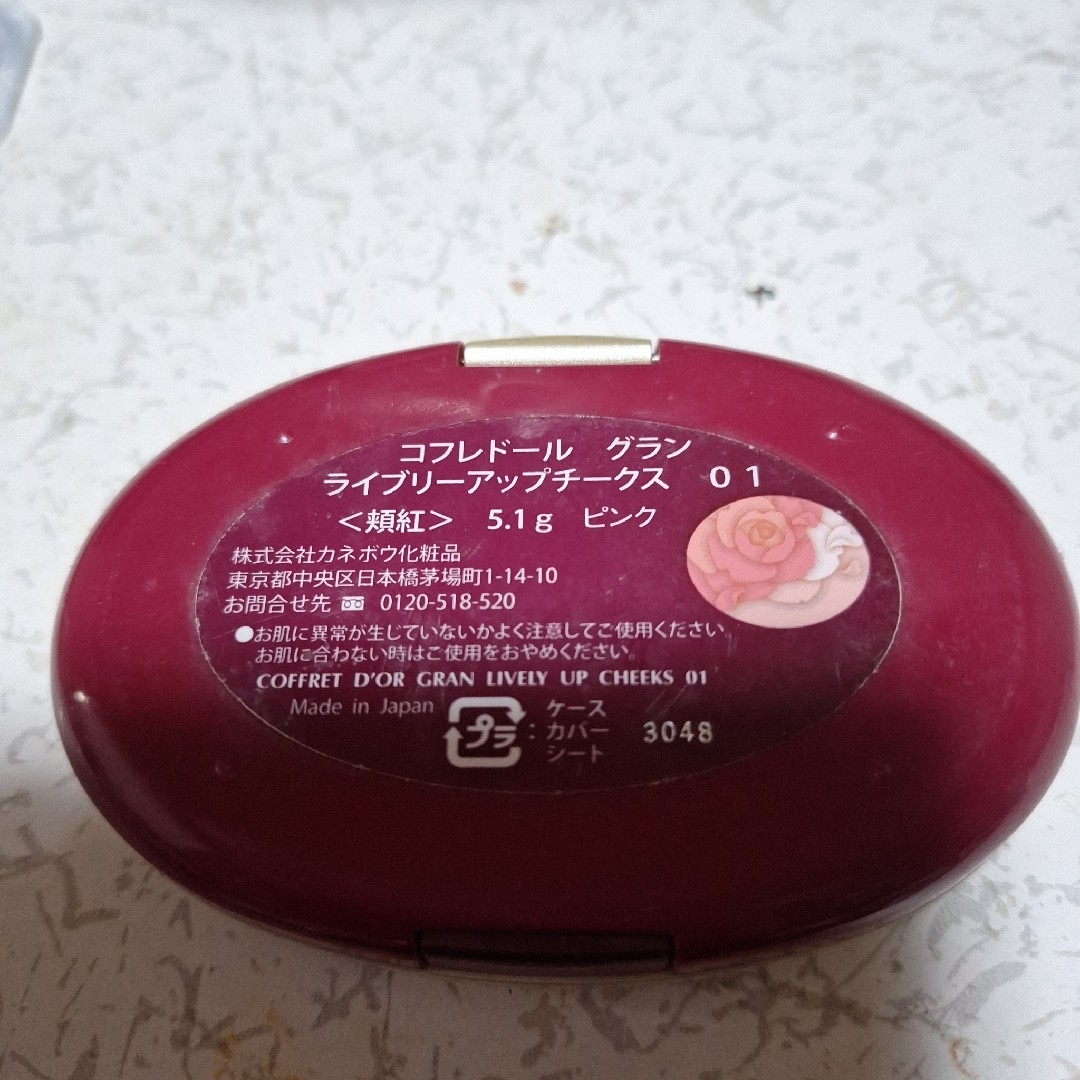 コフレドール　グラン
ライブリーアップチークス　０１
＜頬紅＞　5.1g　ピンク
株式会社カネボウ化粧品
東京都中央区日本橋茅場町1-14-10
お問合せ先 0120-518-520
●お肌に異常が生じていないかよく注意してご使用ください。
お肌に合わない時はご使用をおやめください。
COFFRET D'OR GRAN LIVELY UP CHEEKS 01
Made in Japan
プラ : ケース
カバー
シート
3048